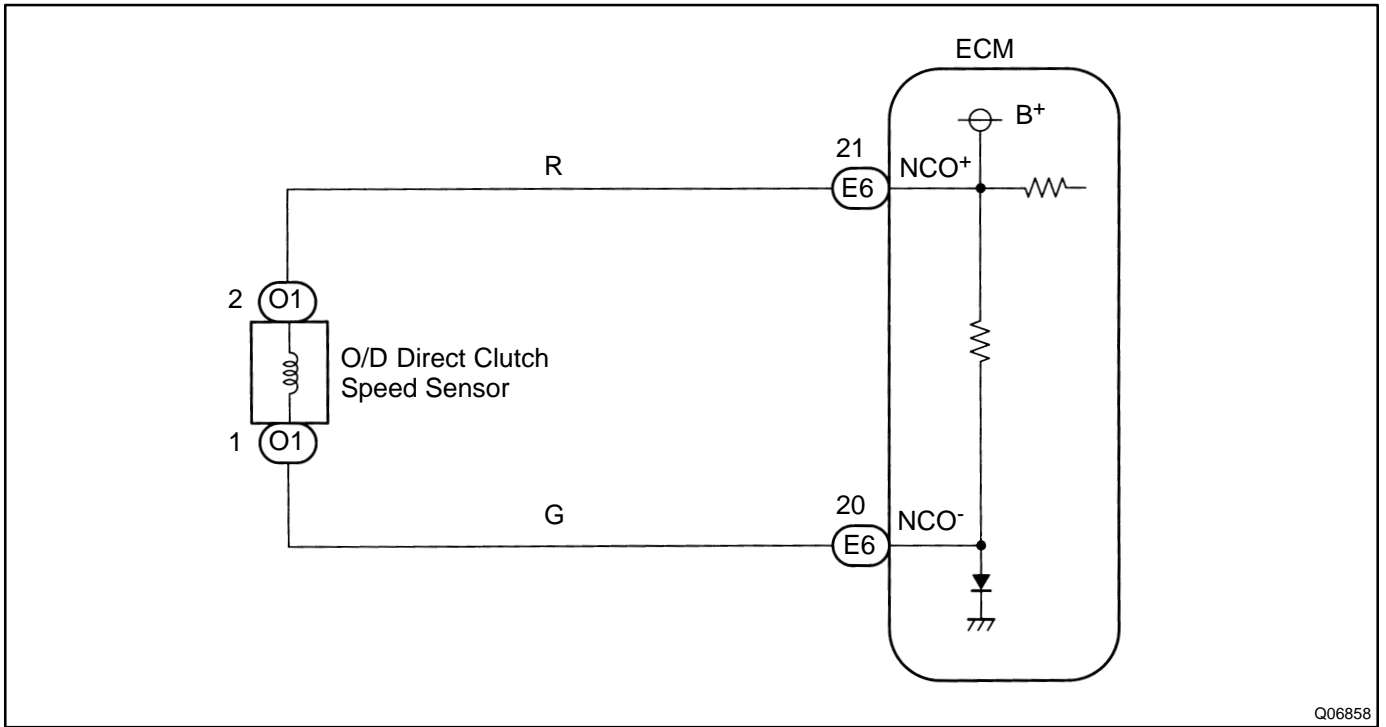 ECM
B+
21
NCO+
R
E6
2
O1
O/D Direct Clutch
Speed Sensor
1
O1
20
NCO-
G
E6
Q06858